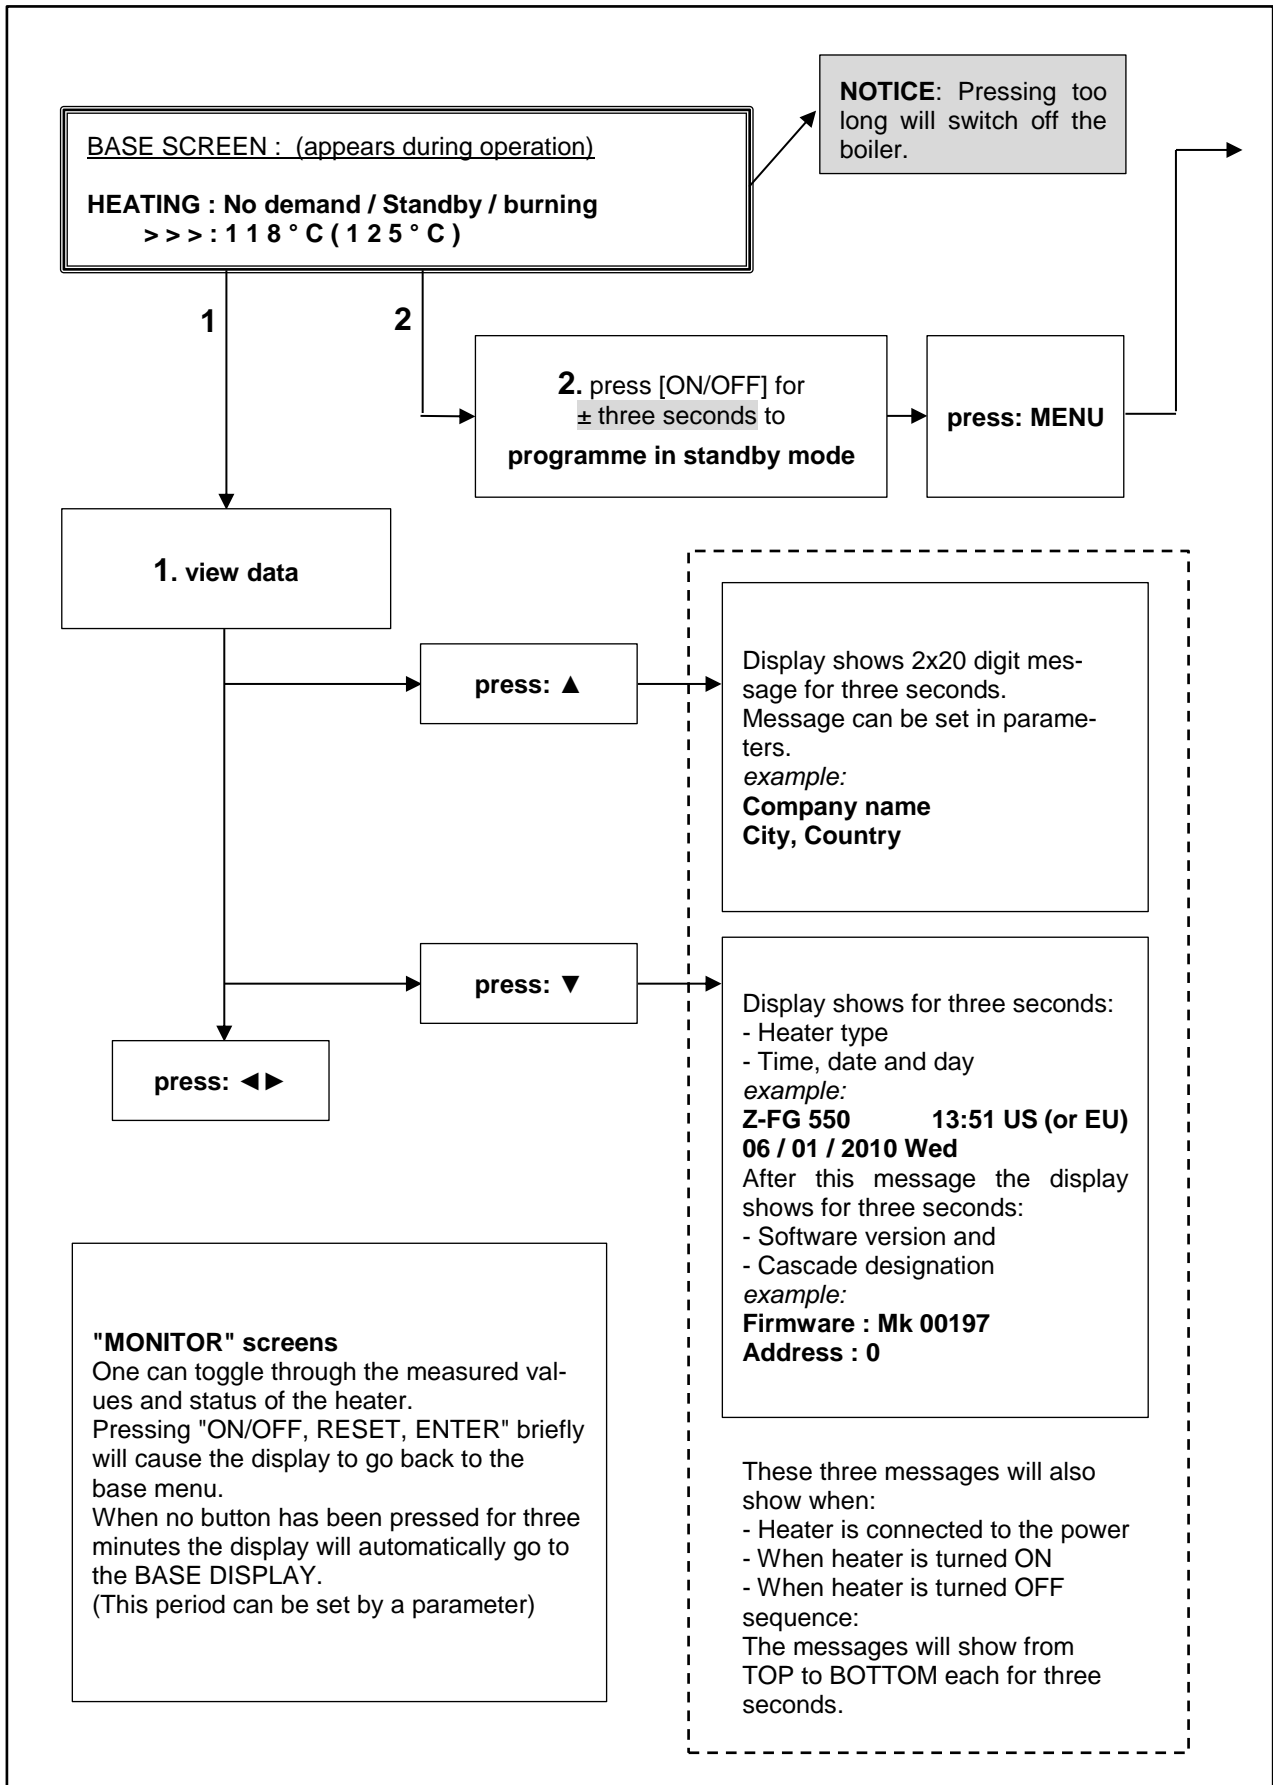 NOTICE: Pressing too
long will switch off the
boiler.
BASE SCREEN : (appears during operation)
HEATING : No demand / Standby / burning
> > > : 1 1 8 ° C ( 1 2 5 ° C )
1
2
2. press [ON/OFF] for
± three seconds to
programme in standby mode
press: MENU
1. view data
press: ▲
Display shows 2x20 digit mes-
sage for three seconds.
Message can be set in parame-
ters.
example:
Company name
City, Country
press: ▼
Display shows for three seconds:
- Heater type
- Time, date and day
example:
Z-FG 550 13:51 US (or EU)
06 / 01 / 2010 Wed
After this message the display
shows for three seconds:
- Software version and
- Cascade designation
example:
Firmware : Mk 00197
Address : 0
press: ◄►
"MONITOR" screens
One can toggle through the measured val-
ues and status of the heater.
Pressing "ON/OFF, RESET, ENTER" briefly
will cause the display to go back to the
base menu.
When no button has been pressed for three
minutes the display will automatically go to
the BASE DISPLAY.
(This period can be set by a parameter)
These three messages will also
show when:
- Heater is connected to the power
- When heater is turned ON
- When heater is turned OFF
sequence:
The messages will show from
TOP to BOTTOM each for three
seconds.